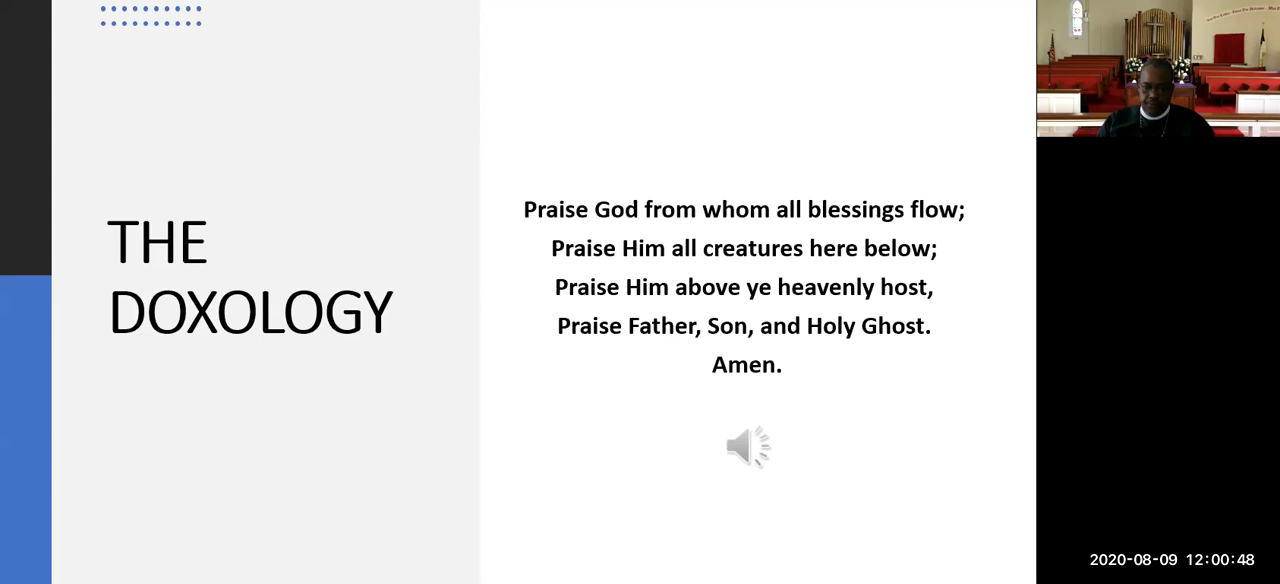 THE
DOXOLOGY
Praise God from whom all blessings flow;
Praise Him all creatures here below;
Praise Him above ye heavenly host,
Praise Father, Son, and Holy Ghost.
Amen.
2020-08-09 12:00:48